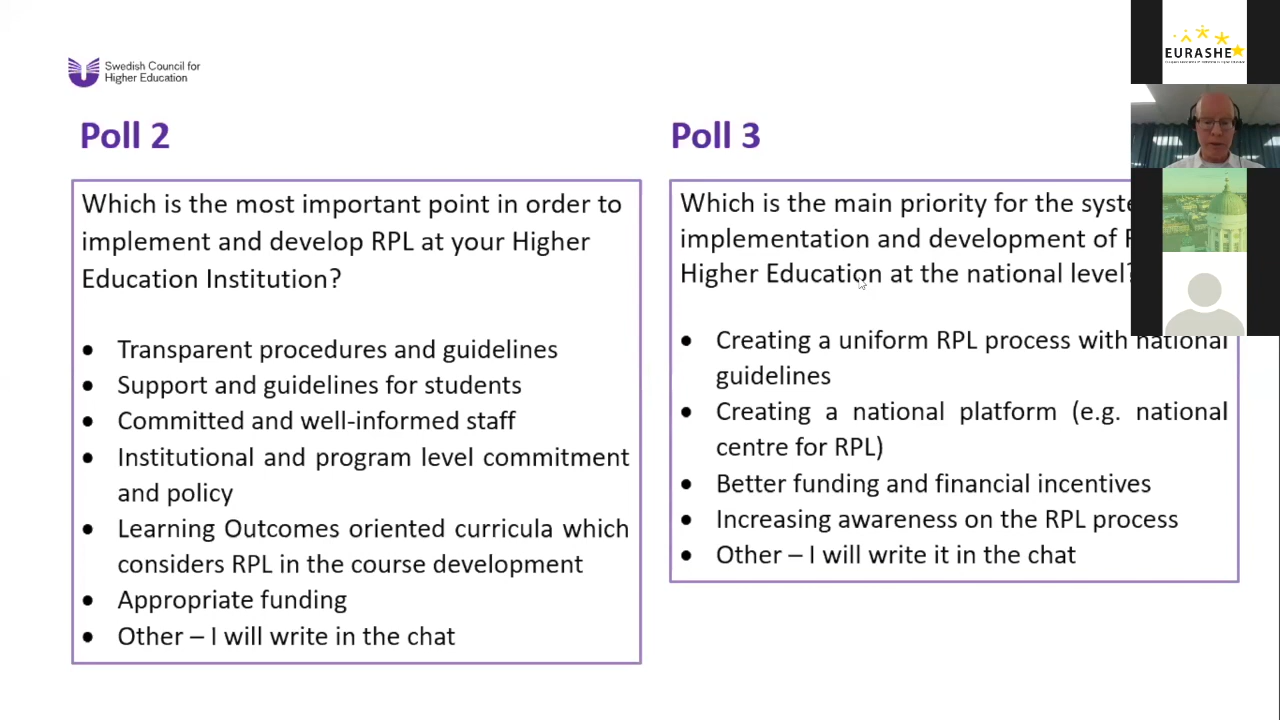 Swedish Council for
Higher Education
EURASHE
Poll 2
Which is the most important point in order to
implement and develop RPL at your Higher
Education Institution?
• Transparent procedures and guidelines
• Support and guidelines for students
• Committed and well-informed staff
• Institutional and program level commitment
and policy
• Learning Outcomes oriented curricula which
considers RPL in the course development
• Appropriate funding
• Other – I will write in the chat
Poll 3
Which is the main priority for the
implementation and development of
Higher Education at the national level?
• Creating a uniform RPL process with national
guidelines
• Creating a national platform (e.g. national
centre for RPL)
• Better funding and financial incentives
• Increasing awareness on the RPL process
• Other – I will write it in the chat